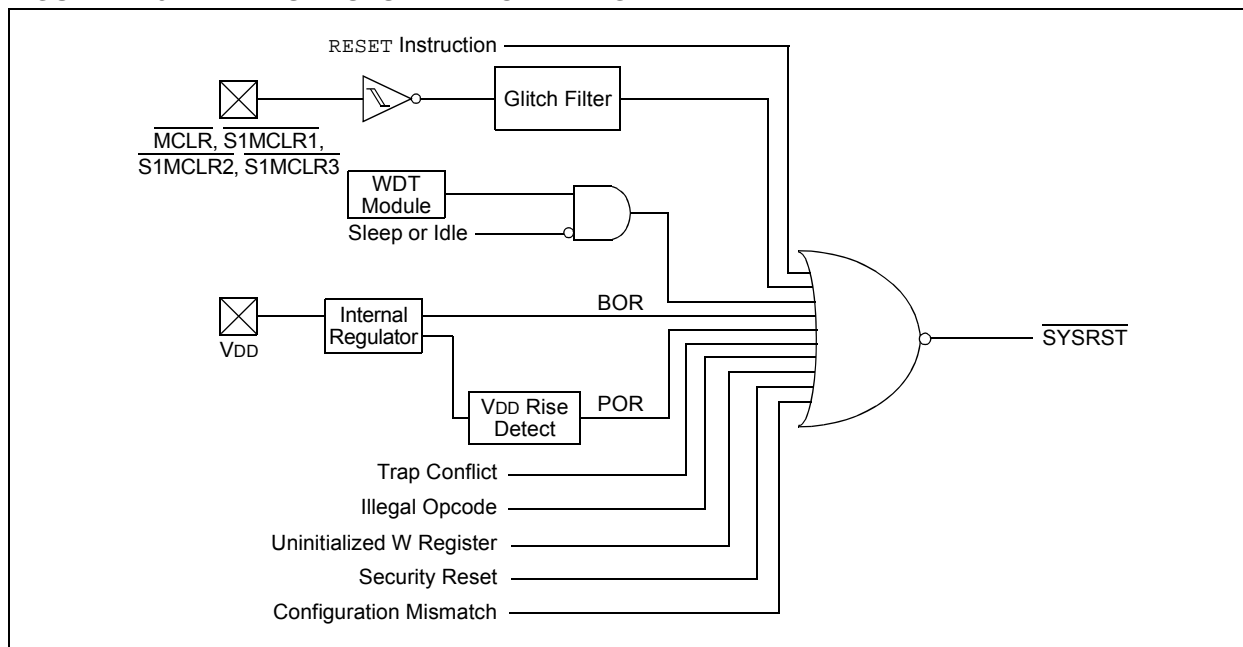 RESET Instruction
Glitch Filter
MCLR, S1MCLR1,
S1MCLR2, S1MCLR3
WDT
Module
Sleep or Idle
BOR
Internal
Regulator
VDD
SYSRST
VDD Rise
Detect
POR
Trap Conflict
Illegal Opcode
Uninitialized W Register
Security Reset
Configuration Mismatch